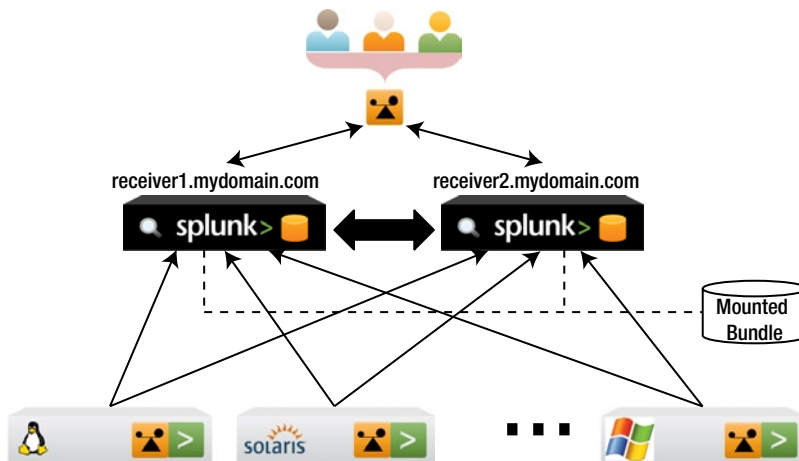 receiver1.mydomain.com
receiver2.mydomain.com
splunk>
splunk>
Mounted
Bundle
>
solaris
>
>